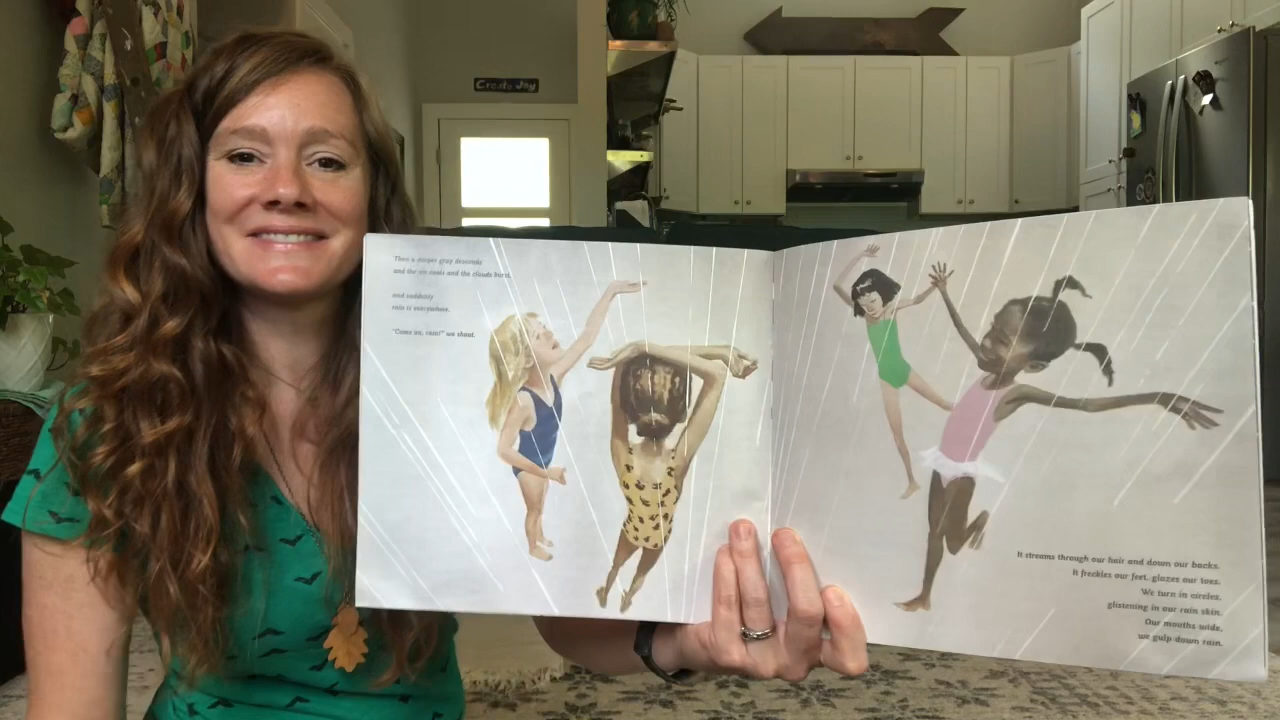 Create Joy
Then a deeper gray descends
and the air cools and the clouds burst,
and suddenly
rain is everywhere.
"Come on, rain!" we shout.
It streams through our hair and down our backs.
It freckles our feet, glazes our toes.
We turn in circles,
glistening in our rain skin.
Our mouths wide,
we gulp down rain.